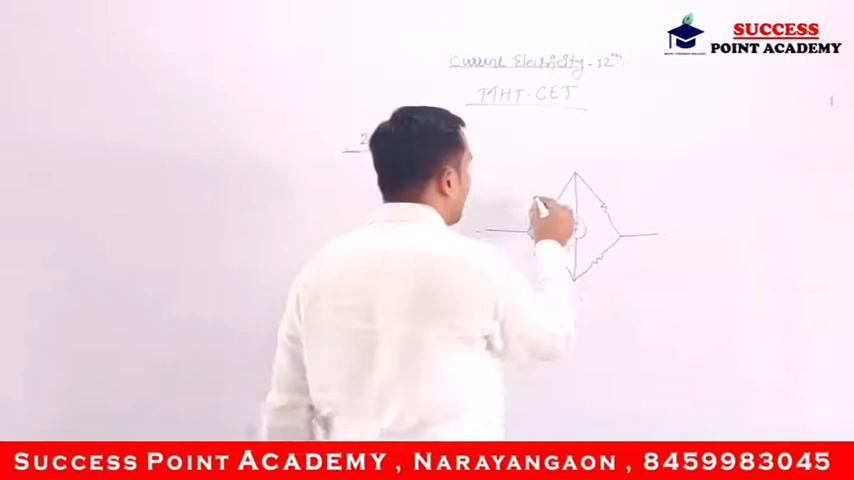 SUCCESS
POINT ACADEMY
Current Electricity - 12th
MHT-CET
SUCCESS POINT ACADEMY , NARAYANGAON , 8459983045